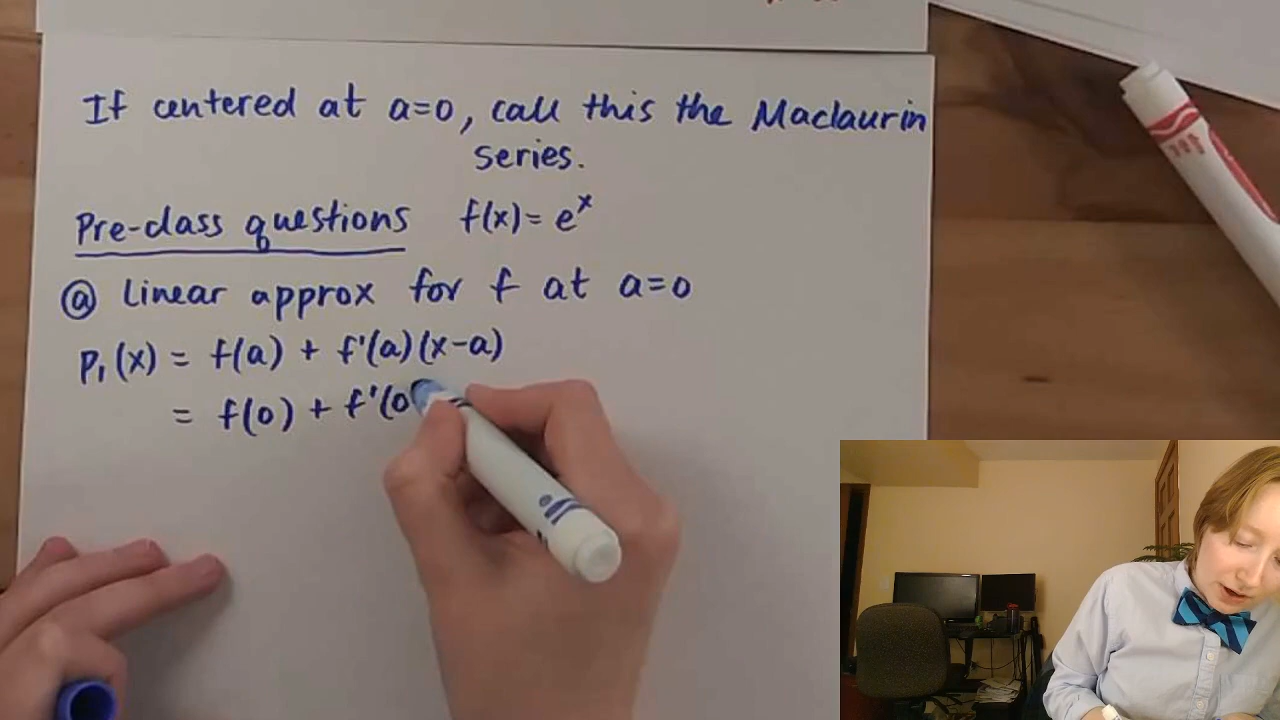 If centered at a=0, call this the Maclaurin
series.
Pre-class questions f(x)= eˣ
ⓐ Linear approx for f at a=0
P₁(x) = f(a) + f'(a)(x-a)
= f(0) + f'(0